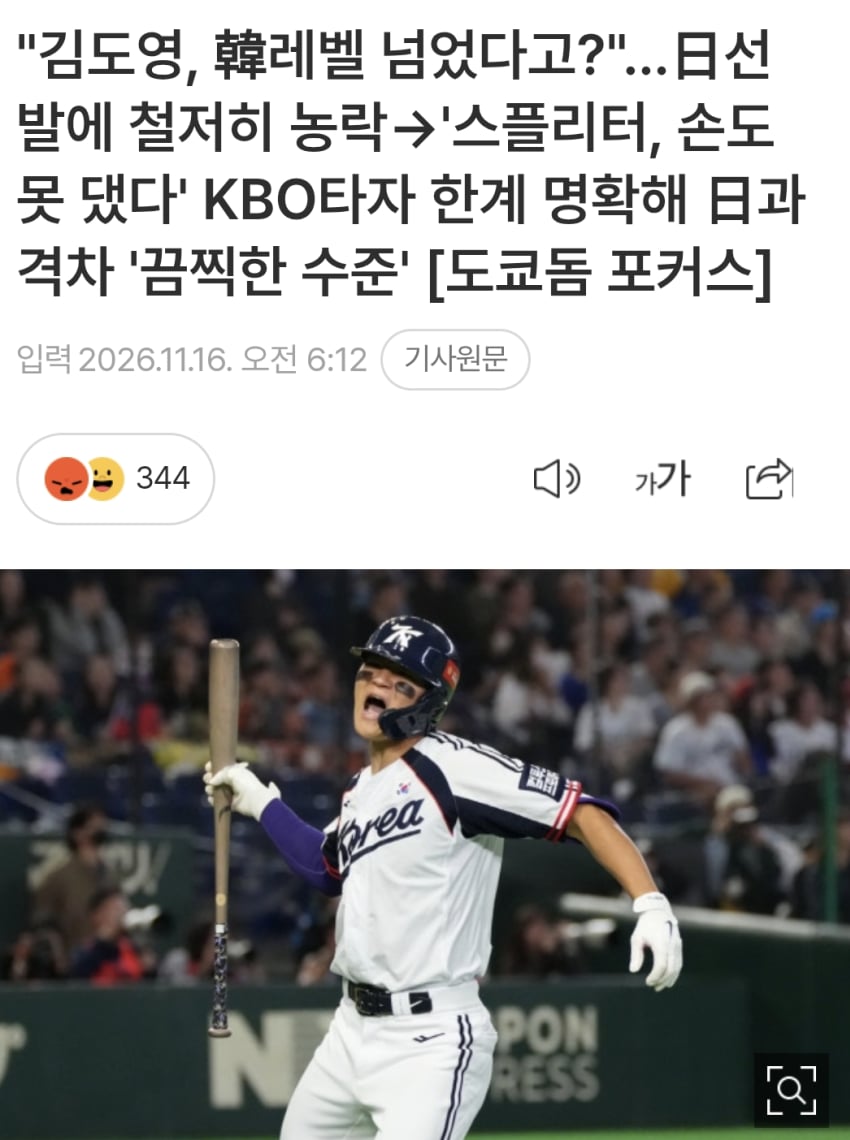 "김도영, 韓레벨 넘었다고?"...日선
발에 철저히 농락→'스플리터, 손도
못 댔다' KBO타자 한계 명확해 日과
격차 '끔찍한 수준' [도쿄돔 포커스]
입력 2026.11.16. 오전 6:12 기사원문
344
가가
Korea
PON
RESS